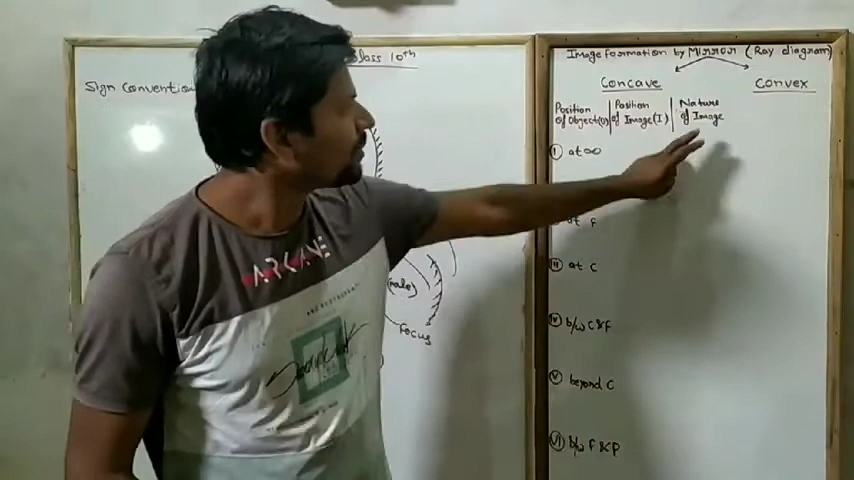 Class 10th
Sign Convention
(Pole)
Focus
Image Formation by MIRROR (Ray diagram)
Concave
Convex
Position of Object(O)
Position of Image(I)
Nature of Image
(I) at ∞
at F
(III) at C
(IV) b/w C & F
(V) beyond C
(VI) b/w F & P
ARCANE